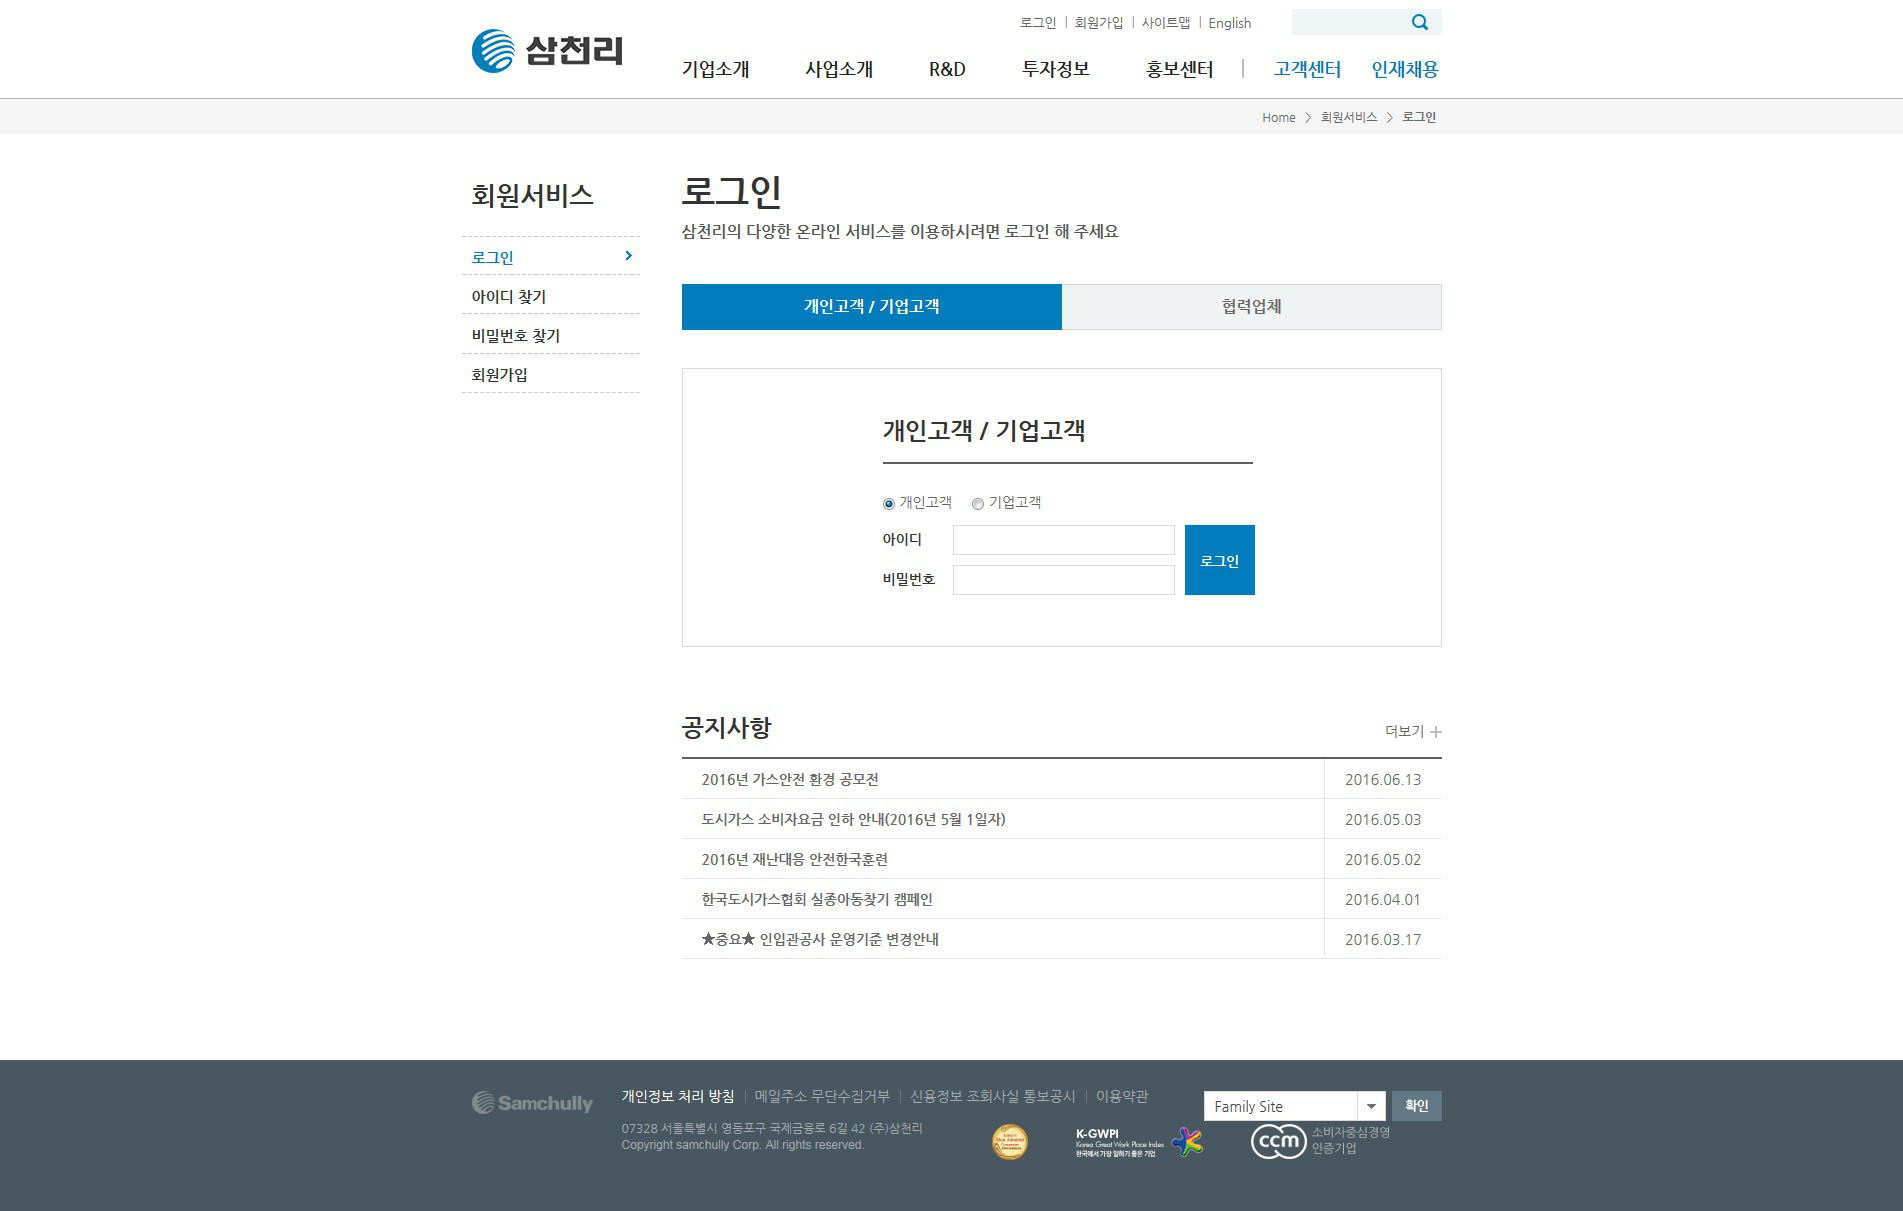 로그인 | 회원가입 | 사이트맵 | English
삼천리
기업소개 사업소개 R&D 투자정보 홍보센터 | 고객센터 인재채용
Home > 회원서비스 > 로그인
회원서비스
로그인
아이디 찾기
비밀번호 찾기
회원가입
로그인
삼천리의 다양한 온라인 서비스를 이용하시려면 로그인 해 주세요
개인고객 / 기업고객 협력업체
개인고객 / 기업고객
개인고객 기업고객
아이디
비밀번호
로그인
공지사항 더보기
2016년 가스안전 환경 공모전 2016.06.13
도시가스 소비자요금 인하 안내(2016년 5월 1일자) 2016.05.03
2016년 재난대응 안전한국훈련 2016.05.02
한국도시가스협회 실종아동찾기 캠페인 2016.04.01
★중요★ 인입관공사 운영기준 변경안내 2016.03.17
Samchully
개인정보 처리 방침 | 메일주소 무단수집거부 | 신용정보 조회사실 통보공시 | 이용약관
Family Site 확인
07328 서울특별시 영등포구 국제금융로 6길 42 (주)삼천리
Copyright samchully Corp. All rights reserved.
K-GWPI
Korea Great Work Place Index
한국에서 가장 일하기 좋은 기업
ccm
소비자중심경영
인증기업